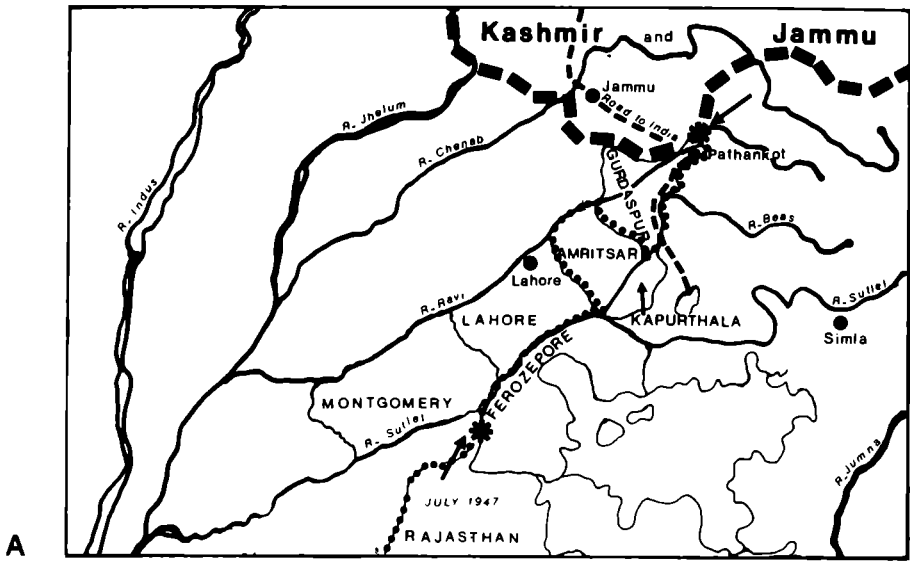 Kashmir and Jammu
Jammu
Road to India
R-Jhelum
R-Chenab
Pathankot
GURDASPUR
R-Indus
R-Beas
AMRITSAR
Lahore
R-Ravi
R-Sutlej
LAHORE
KAPURTHALA
Simla
FEROZEPORE
MONTGOMERY
R-Sutlej
R-Jumna
JULY 1947
RAJASTHAN
A